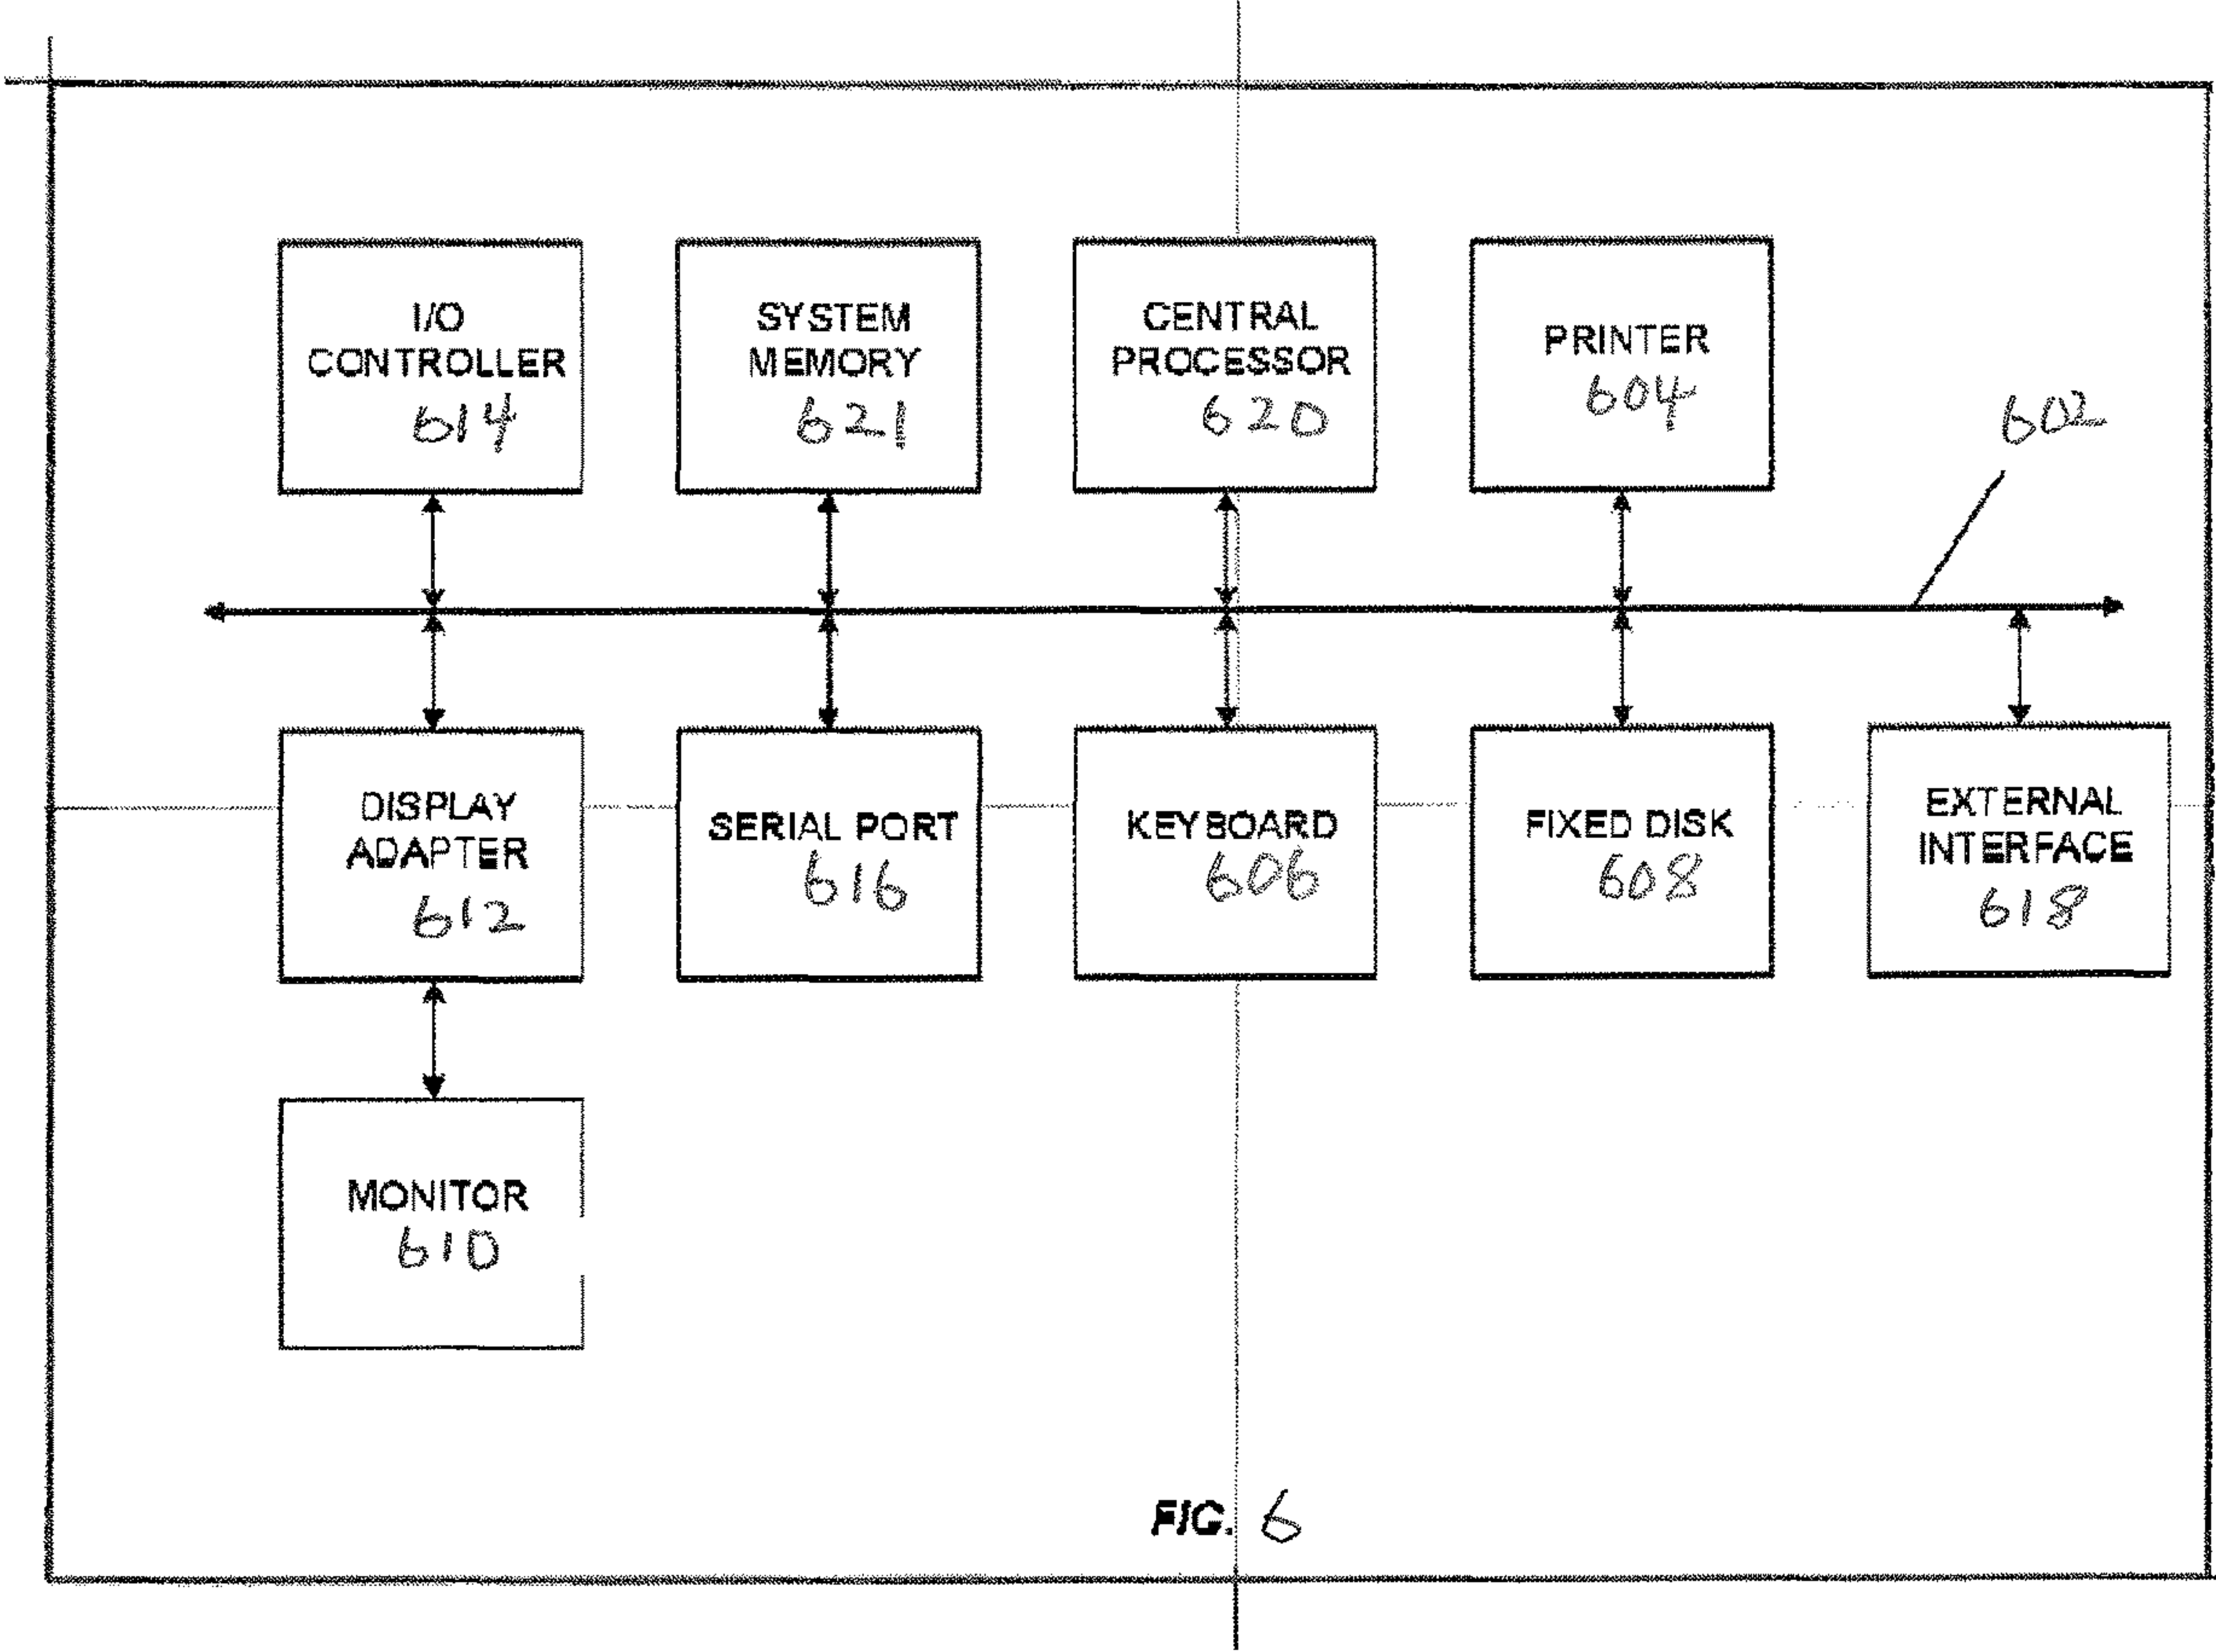 I/O
CONTROLLER
614
SYSTEM
MEMORY
621
CENTRAL
PROCESSOR
620
PRINTER
604
602
DISPLAY
ADAPTER
612
SERIAL PORT
616
KEYBOARD
606
FIXED DISK
608
EXTERNAL
INTERFACE
618
MONITOR
610
FIG. 6